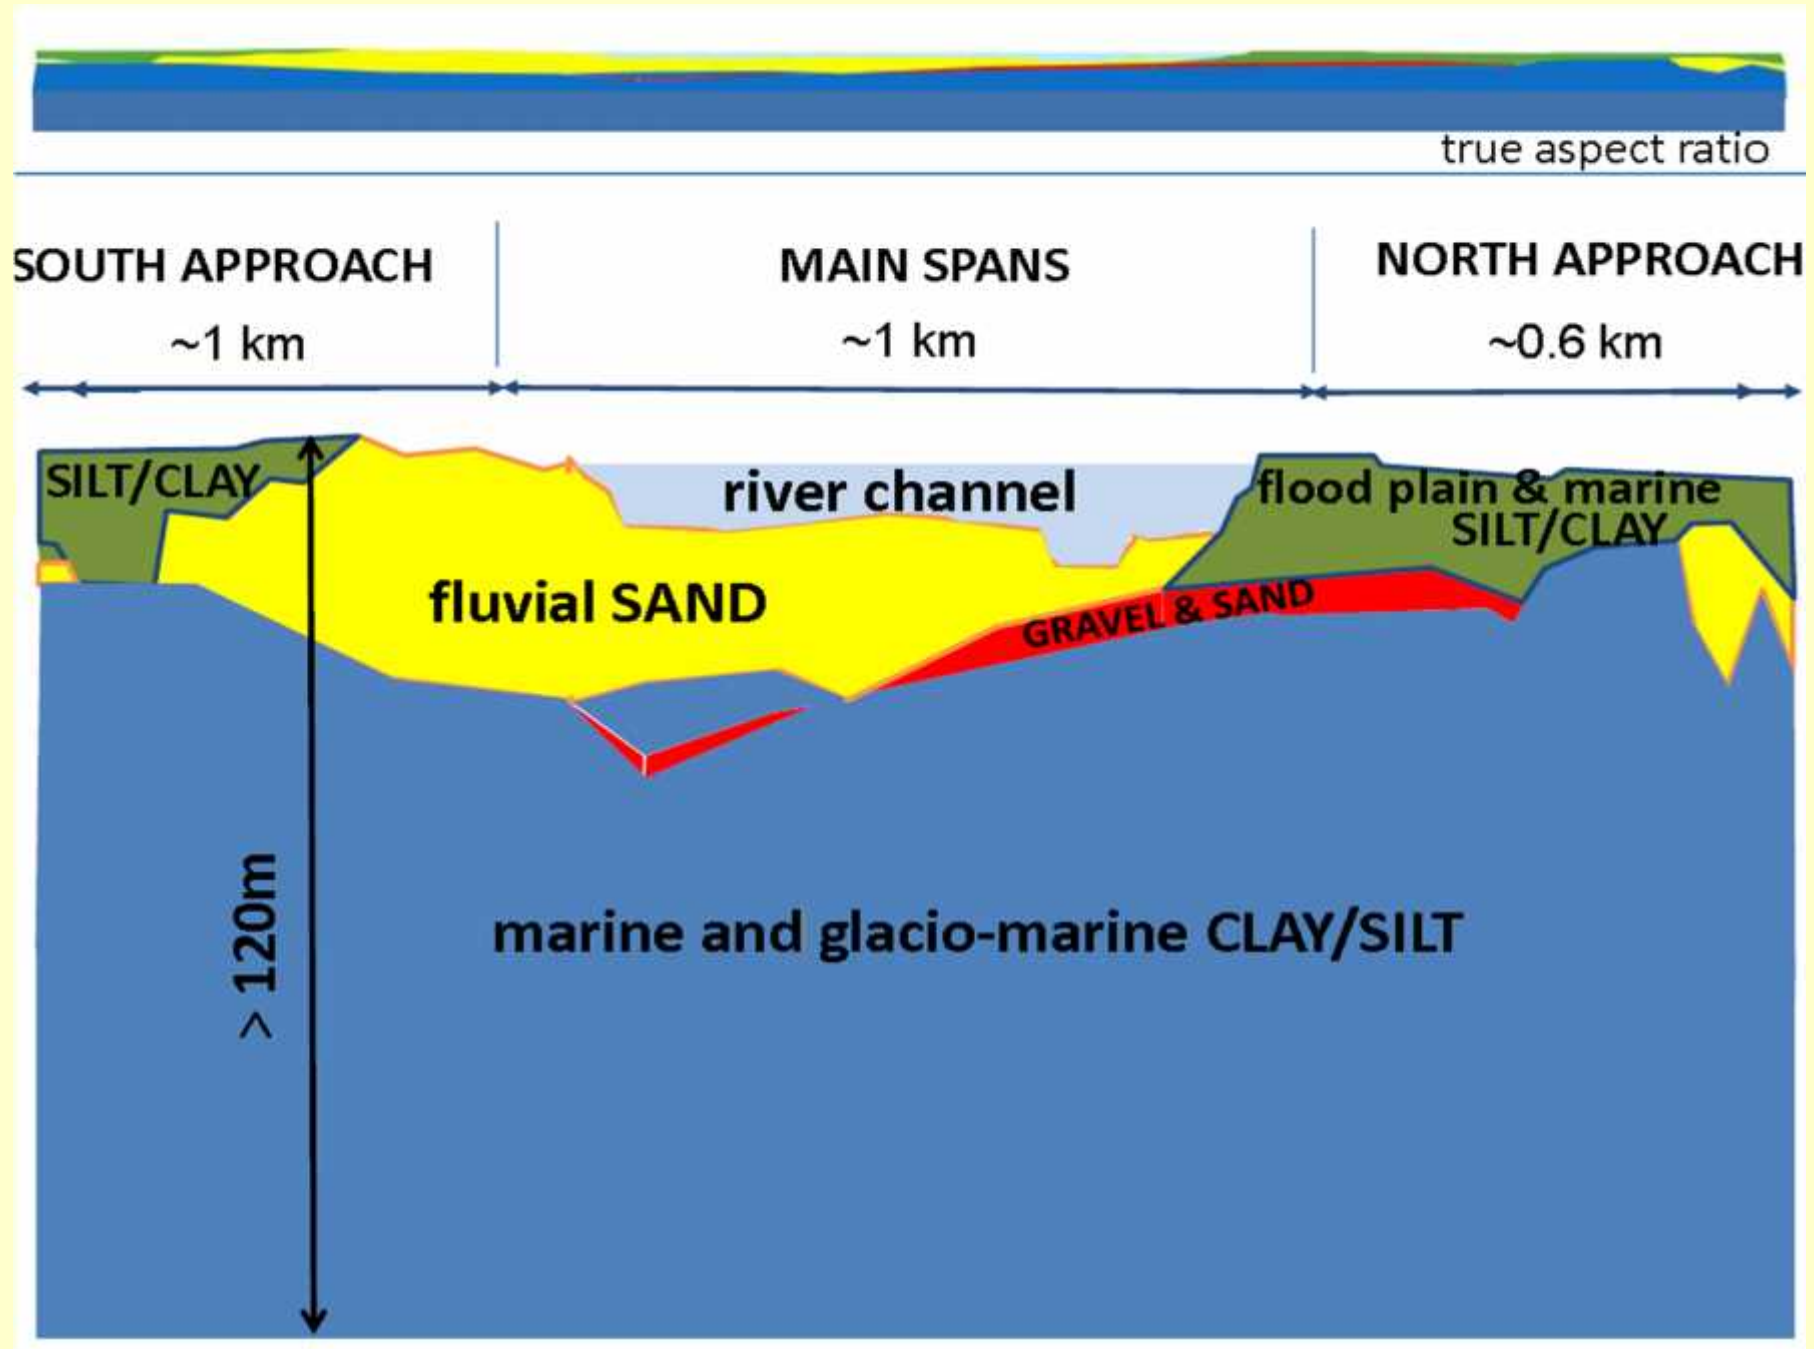 true aspect ratio
SOUTH APPROACH
MAIN SPANS
NORTH APPROACH
~1 km
~1 km
~0.6 km
SILT/CLAY
river channel
flood plain & marine
SILT/CLAY
fluvial SAND
GRAVEL & SAND
> 120m
marine and glacio-marine CLAY/SILT